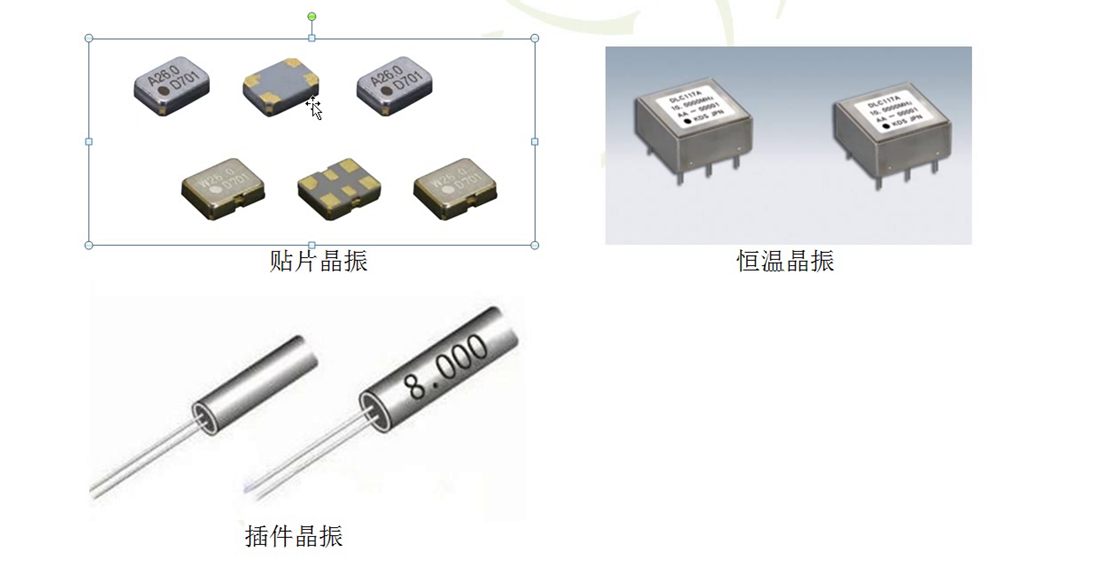 A26.0
D701
A26.0
D701
W26.0
D701
W26.0
D701
贴片晶振
DLC117A
10.0000MHz
AA－00001
KDS JPN
DLC117A
10.0000MHz
AA－00001
KDS JPN
恒温晶振
8.000
插件晶振